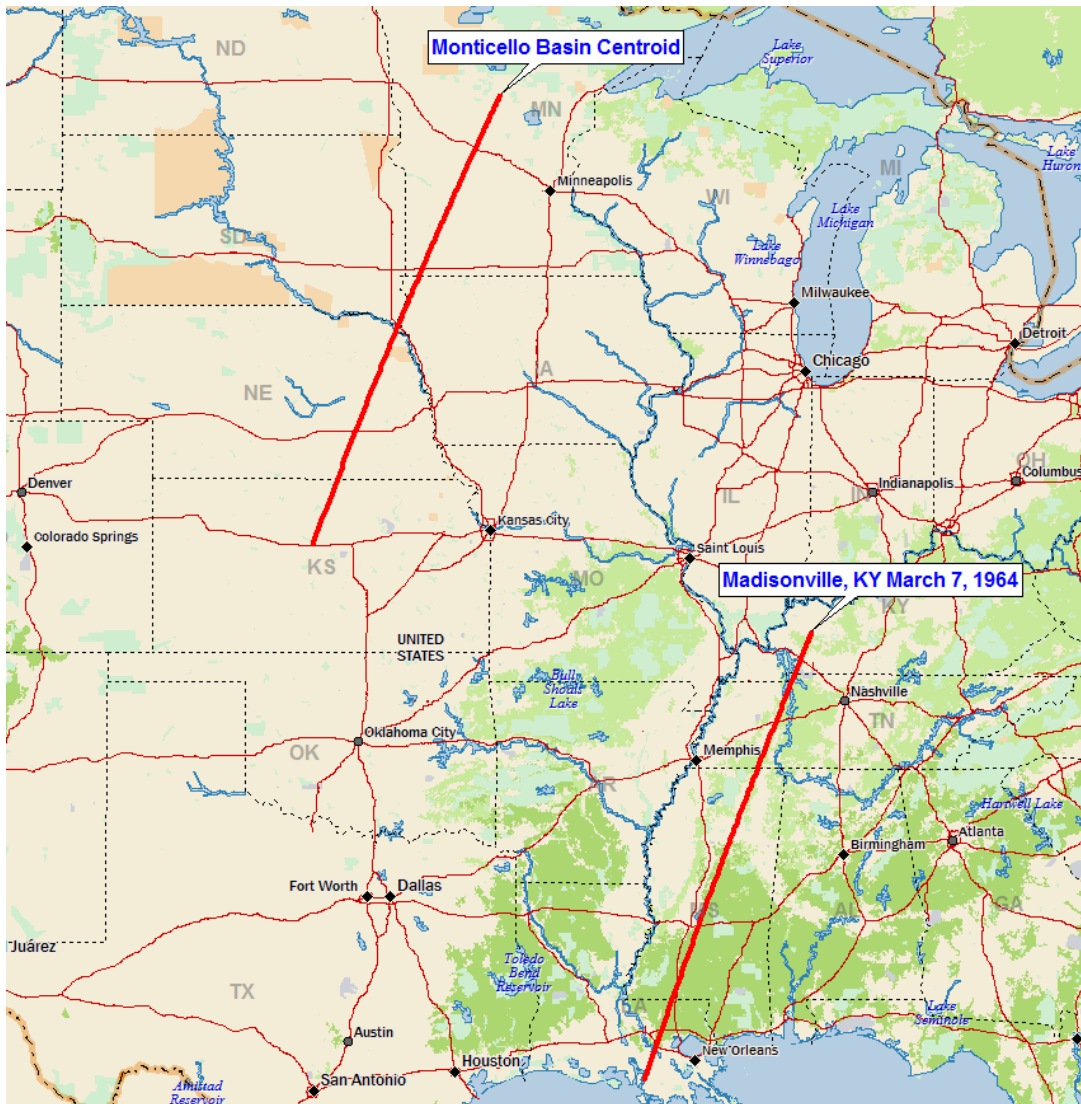 ND
Monticello Basin Centroid
Lake
Superior
MN
Lake
Huron
MI
Minneapolis
WI
Lake
Michigan
SD
Lake
Winnebago
Milwaukee
Detroit
Chicago
IA
NE
OH
Columbus
Denver
IL
IN
Indianapolis
Kansas City
Colorado Springs
Saint Louis
KS
MO
Madisonville, KY March 7, 1964
KY
UNITED
STATES
Bull
Shoals
Lake
Nashville
TN
Oklahoma City
OK
Memphis
AR
Hartwell Lake
Atlanta
Birmingham
Fort Worth
Dallas
MS
AL
GA
Juárez
Toledo
Bend
Reservoir
TX
LA
Lake
Seminole
Austin
New Orleans
Houston
San Antonio
Amistad
Reservoir